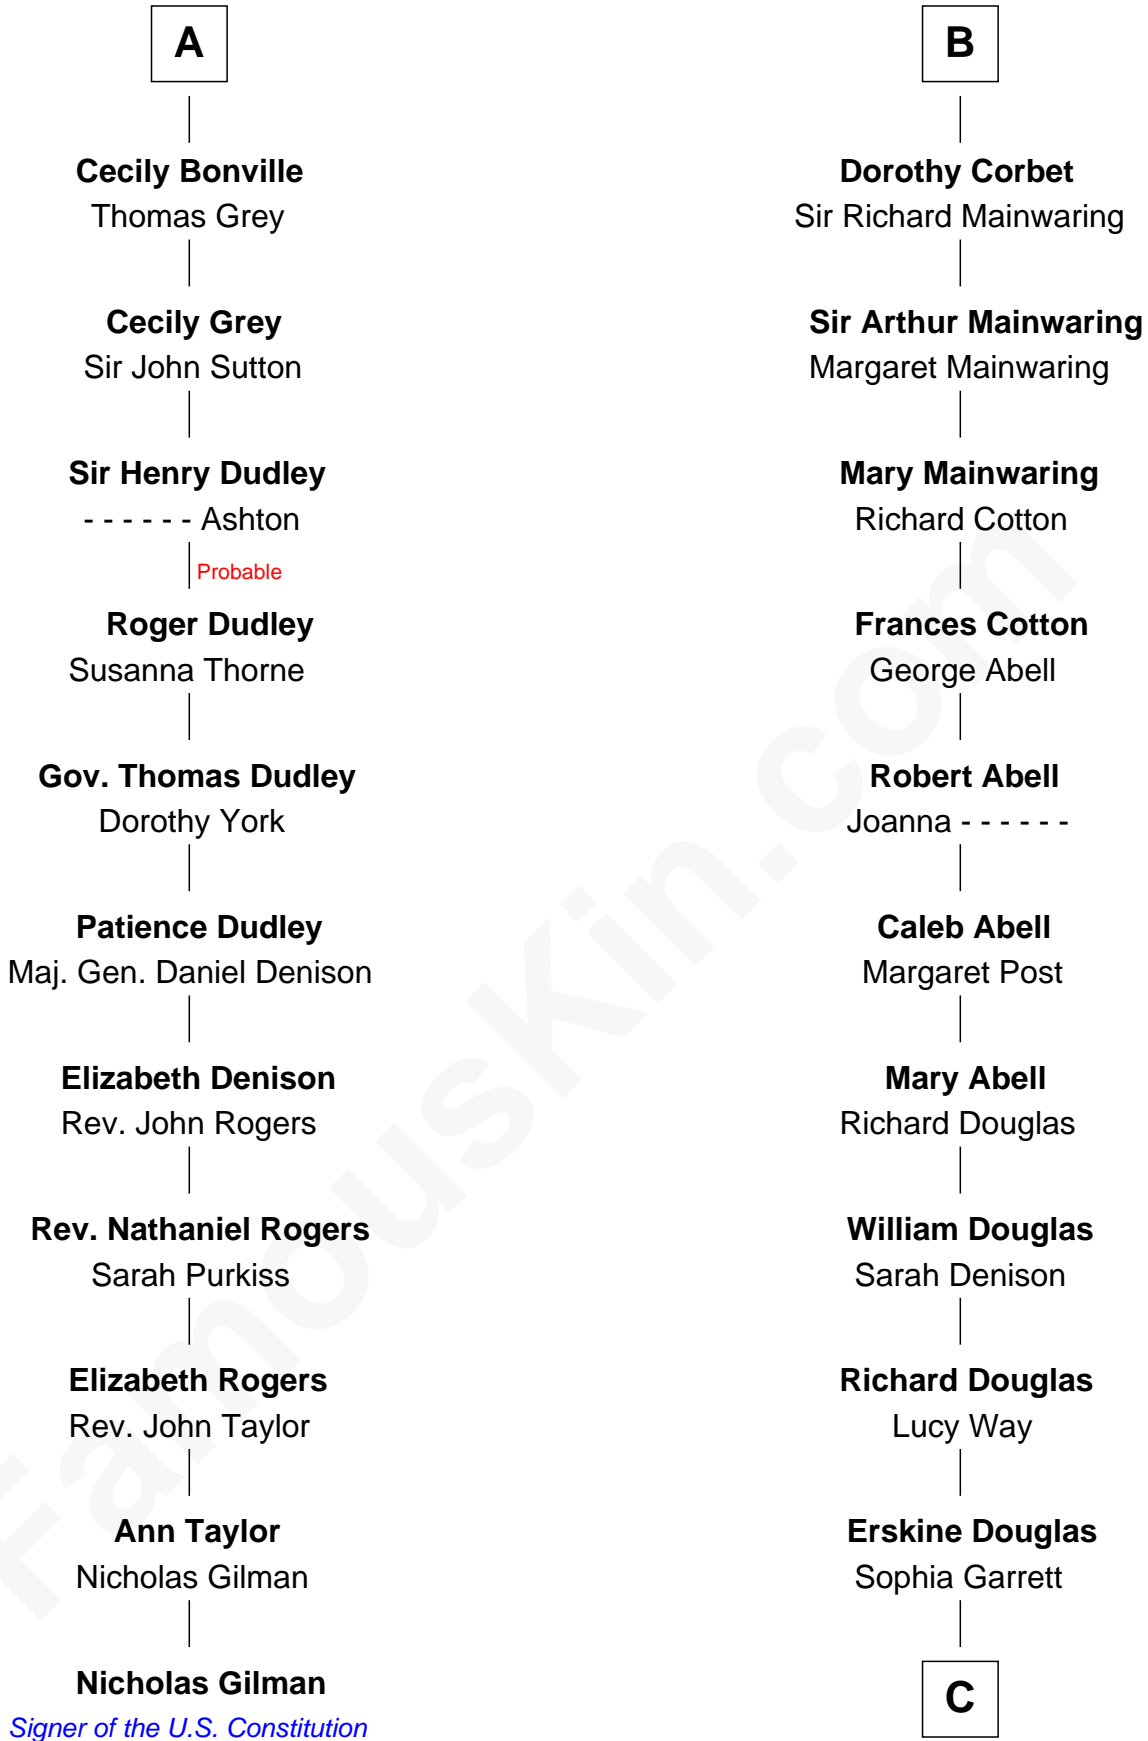 A
Cecily Bonville
Thomas Grey
Cecily Grey
Sir John Sutton
Sir Henry Dudley
- - - - - - Ashton
Probable
Roger Dudley
Susanna Thorne
Gov. Thomas Dudley
Dorothy York
Patience Dudley
Maj. Gen. Daniel Denison
Elizabeth Denison
Rev. John Rogers
Rev. Nathaniel Rogers
Sarah Purkiss
Elizabeth Rogers
Rev. John Taylor
Ann Taylor
Nicholas Gilman
Nicholas Gilman
Signer of the U.S. Constitution
B
Dorothy Corbet
Sir Richard Mainwaring
Sir Arthur Mainwaring
Margaret Mainwaring
Mary Mainwaring
Richard Cotton
Frances Cotton
George Abell
Robert Abell
Joanna - - - - - -
Caleb Abell
Margaret Post
Mary Abell
Richard Douglas
William Douglas
Sarah Denison
Richard Douglas
Lucy Way
Erskine Douglas
Sophia Garrett
C
FamousKin.com